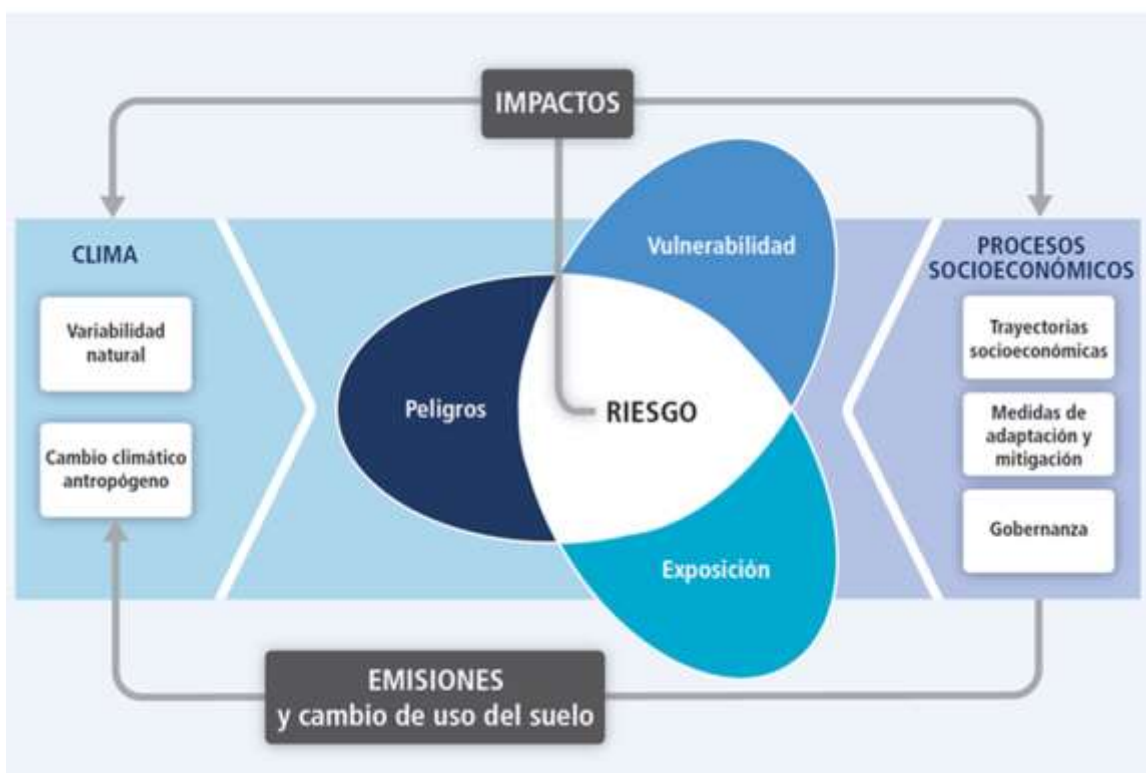 IMPACTOS
CLIMA
Variabilidad
natural
Cambio climático
antropógeno
Vulnerabilidad
Peligros
RIESGO
Exposición
PROCESOS
SOCIOECONÓMICOS
Trayectorias
socioeconómicas
Medidas de
adaptación y
mitigación
Gobernanza
EMISIONES
y cambio de uso del suelo